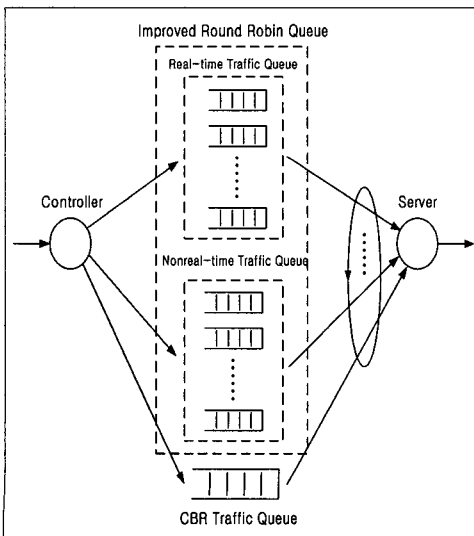 Improved Round Robin Queue
Real-time Traffic Queue
Controller
Server
Nonreal-time Traffic Queue
CBR Traffic Queue